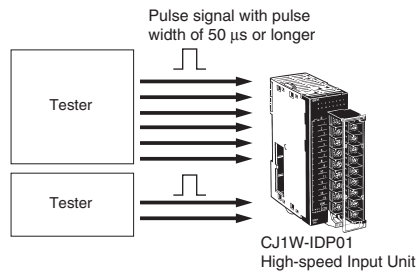 Pulse signal with pulse
width of 50 µs or longer
Tester
Tester
CJ1W-IDP01
High-speed Input Unit